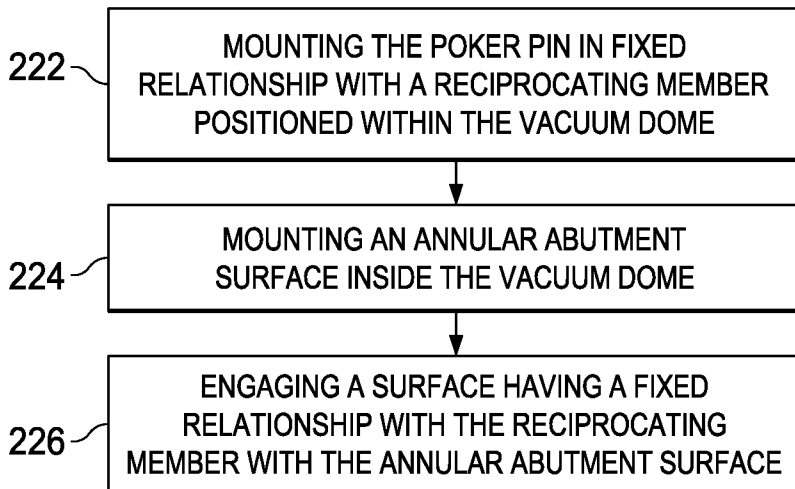 222
MOUNTING THE POKER PIN IN FIXED
RELATIONSHIP WITH A RECIPROCATING MEMBER
POSITIONED WITHIN THE VACUUM DOME
224
MOUNTING AN ANNULAR ABUTMENT
SURFACE INSIDE THE VACUUM DOME
226
ENGAGING A SURFACE HAVING A FIXED
RELATIONSHIP WITH THE RECIPROCATING
MEMBER WITH THE ANNULAR ABUTMENT SURFACE